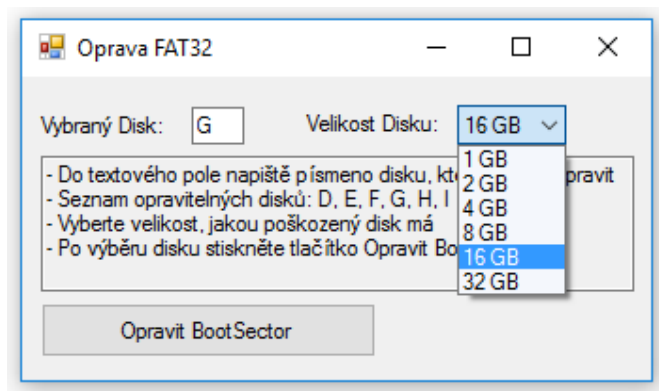 Oprava FAT32
Vybraný Disk: G Velikost Disku: 16 GB
- Do textového pole napiště písmeno disku, kt pravit
- Seznam opravitelných disků: D, E, F, G, H, I
- Vyberte velikost, jakou poškozený disk má
- Po výběru disku stiskněte tlačítko Opravit Bo
1 GB
2 GB
4 GB
8 GB
16 GB
32 GB
Opravit BootSector